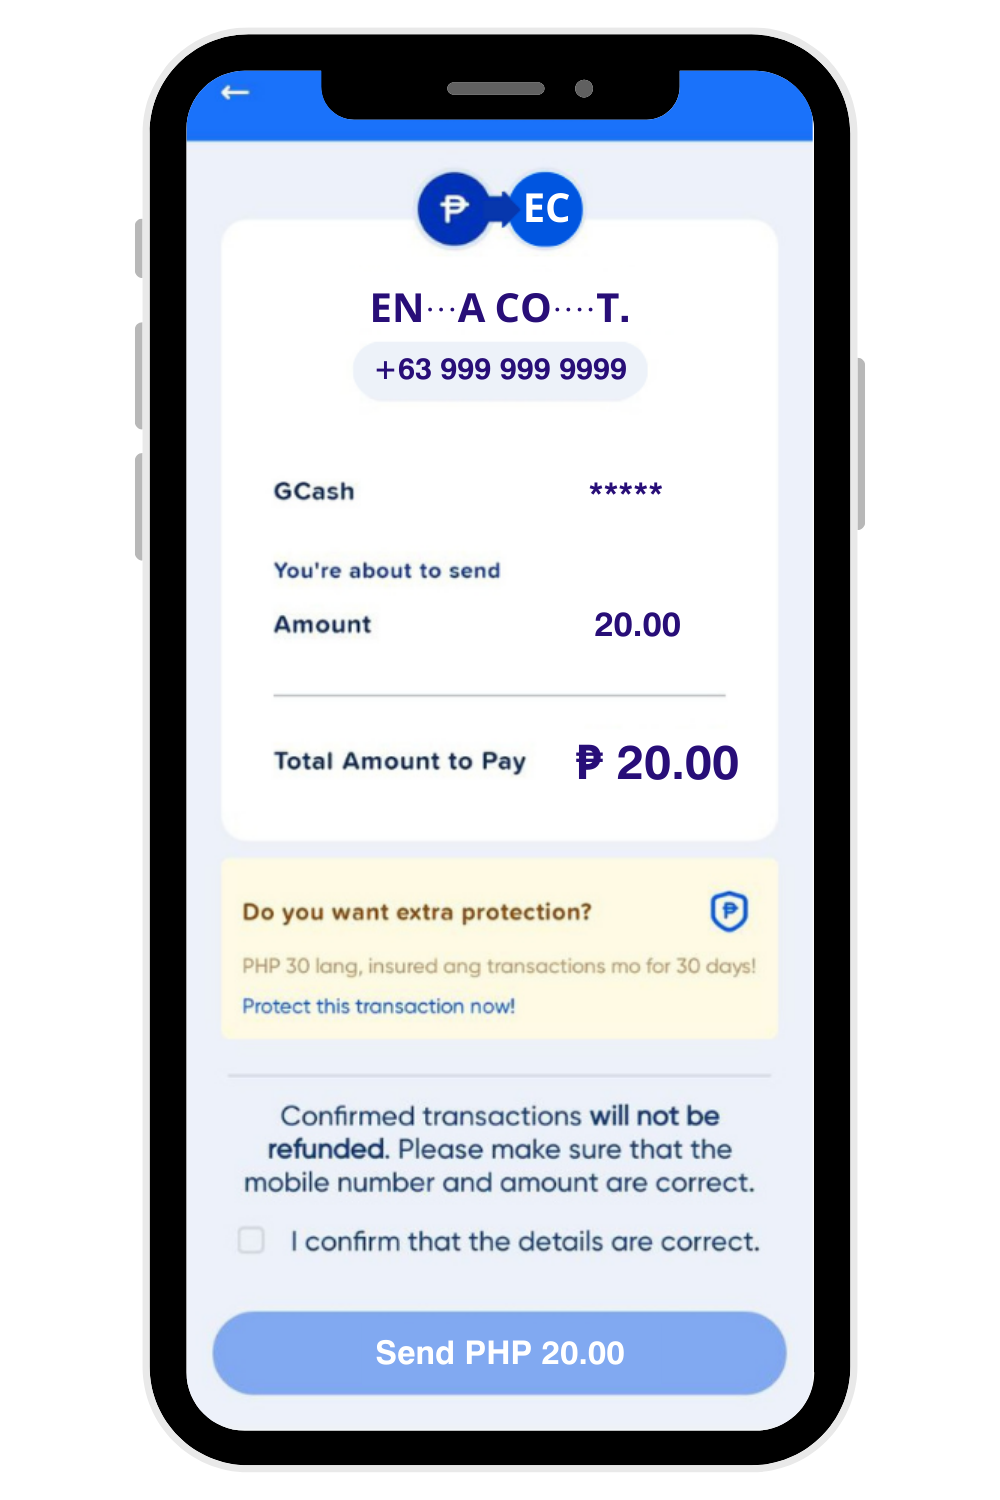 ₱ EC
EN···A CO····T.
+63 999 999 9999
GCash *****
You're about to send
Amount 20.00
Total Amount to Pay ₱ 20.00
Do you want extra protection? ₱
PHP 30 lang, insured ang transactions mo for 30 days!
Protect this transaction now!
Confirmed transactions will not be
refunded. Please make sure that the
mobile number and amount are correct.
I confirm that the details are correct.
Send PHP 20.00